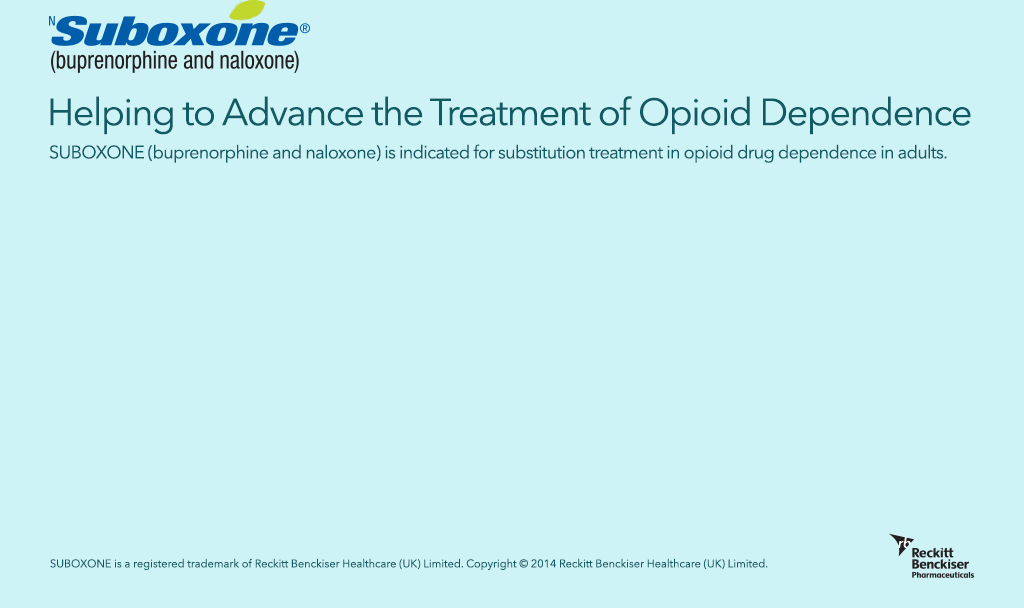 N Suboxone®
(buprenorphine and naloxone)
Helping to Advance the Treatment of Opioid Dependence
SUBOXONE (buprenorphine and naloxone) is indicated for substitution treatment in opioid drug dependence in adults.
SUBOXONE is a registered trademark of Reckitt Benckiser Healthcare (UK) Limited. Copyright © 2014 Reckitt Benckiser Healthcare (UK) Limited.
rb
Reckitt
Benckiser
Pharmaceuticals